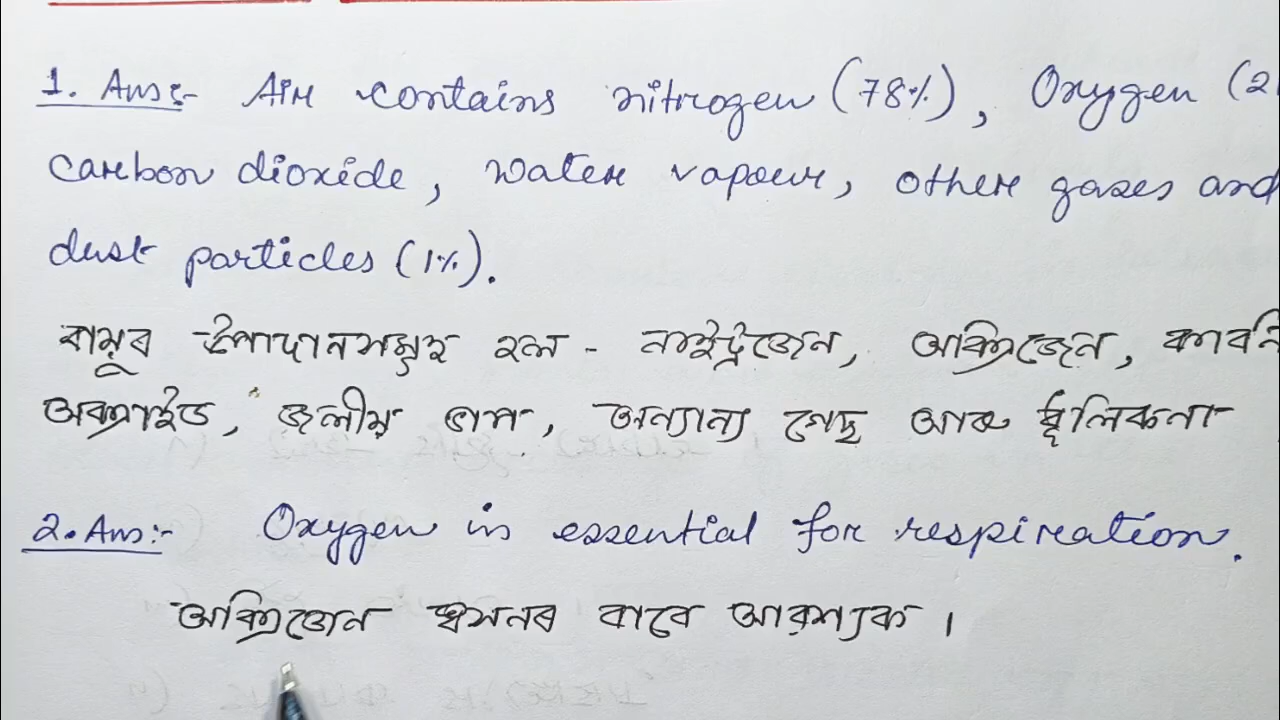 1. Ans:- Air contains nitrogen (78%), Oxygen (2
carbon dioxide, water vapour, other gases and
dust particles (1%).
বায়ুৰ উপাদানসমূহ হল - নাইট্ৰজেন, অক্সিজেন, কাৰ্বনি
অক্সাইড, জলীয় ভাপ, অন্যান্য গেছ আৰু ধূলিকনা
2. Ans:- Oxygen is essential for respiration.
অক্সিজেন শ্বসনৰ বাবে আৱশ্যক ।